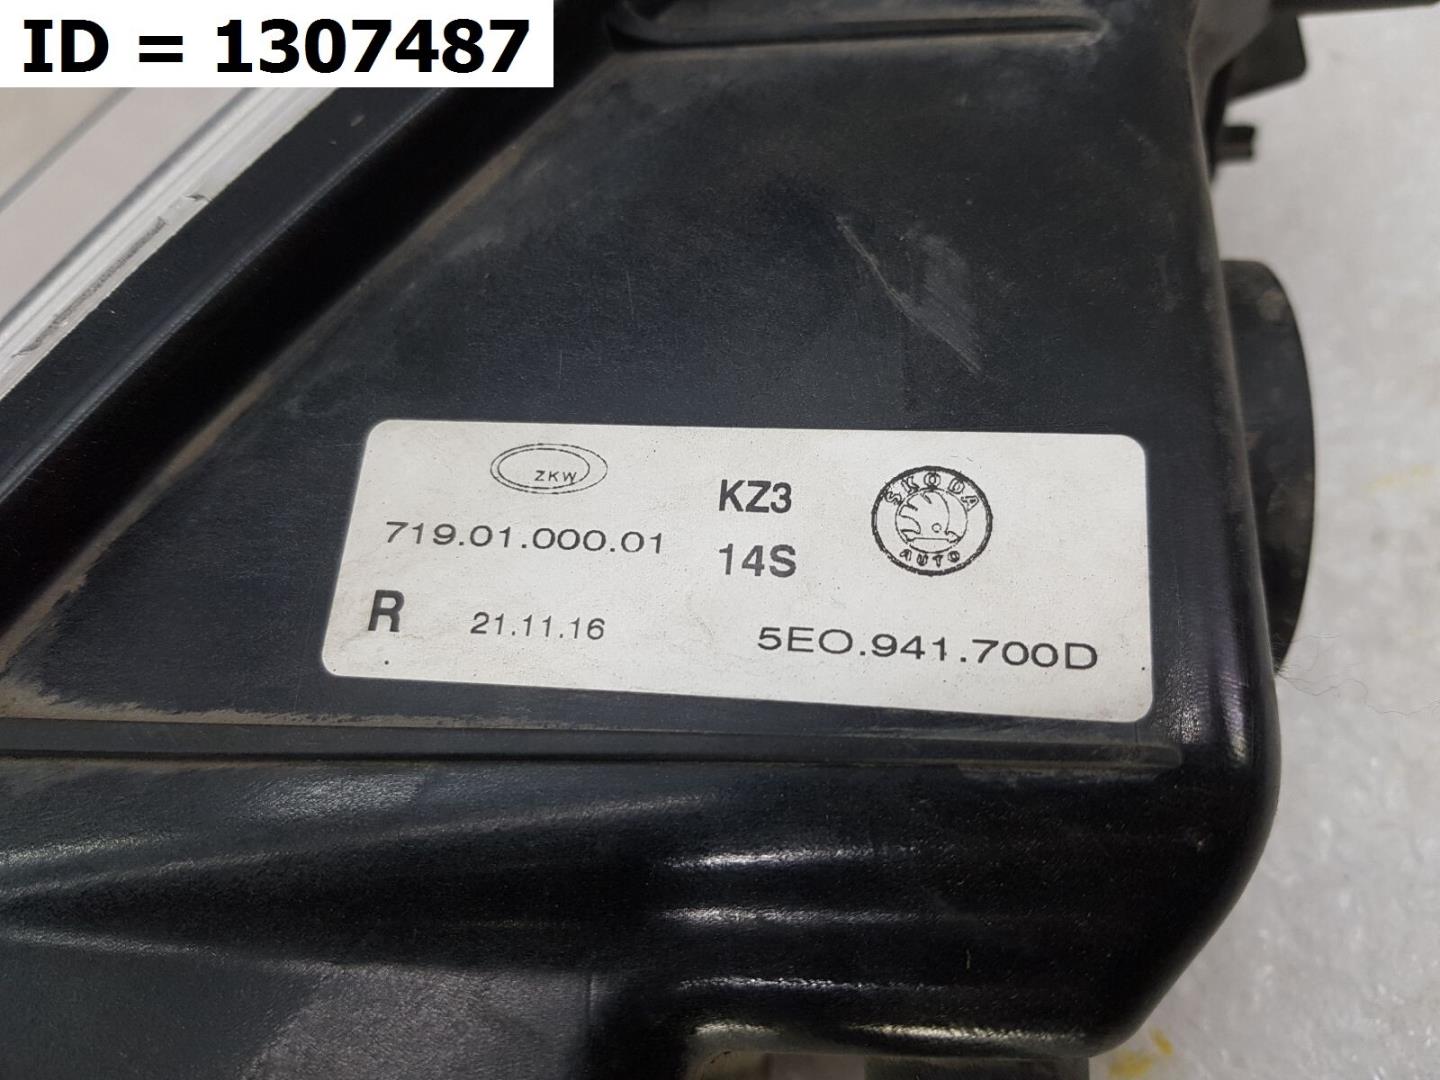 ID = 1307487
ZKW
719.01.000.01
KZ3
14S
SKODA
AUTO
R
21.11.16
5E0.941.700D